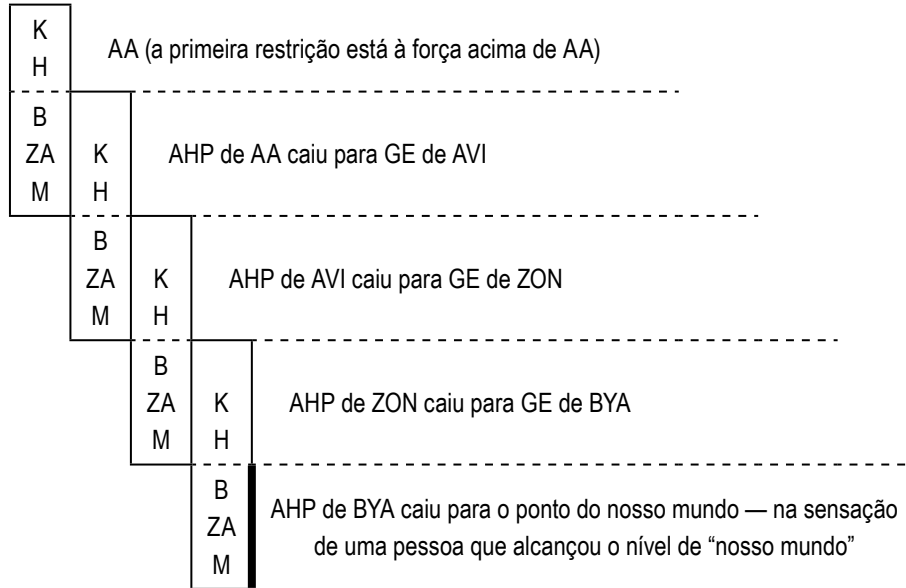 K
H
AA (a primeira restrição está à força acima de AA)
B
ZA K
M H
AHP de AA caiu para GE de AVI
B
ZA K
M H
AHP de AVI caiu para GE de ZON
B
ZA K
M H
AHP de ZON caiu para GE de BYA
B
ZA
M
AHP de BYA caiu para o ponto do nosso mundo — na sensação
de uma pessoa que alcançou o nível de “nosso mundo”